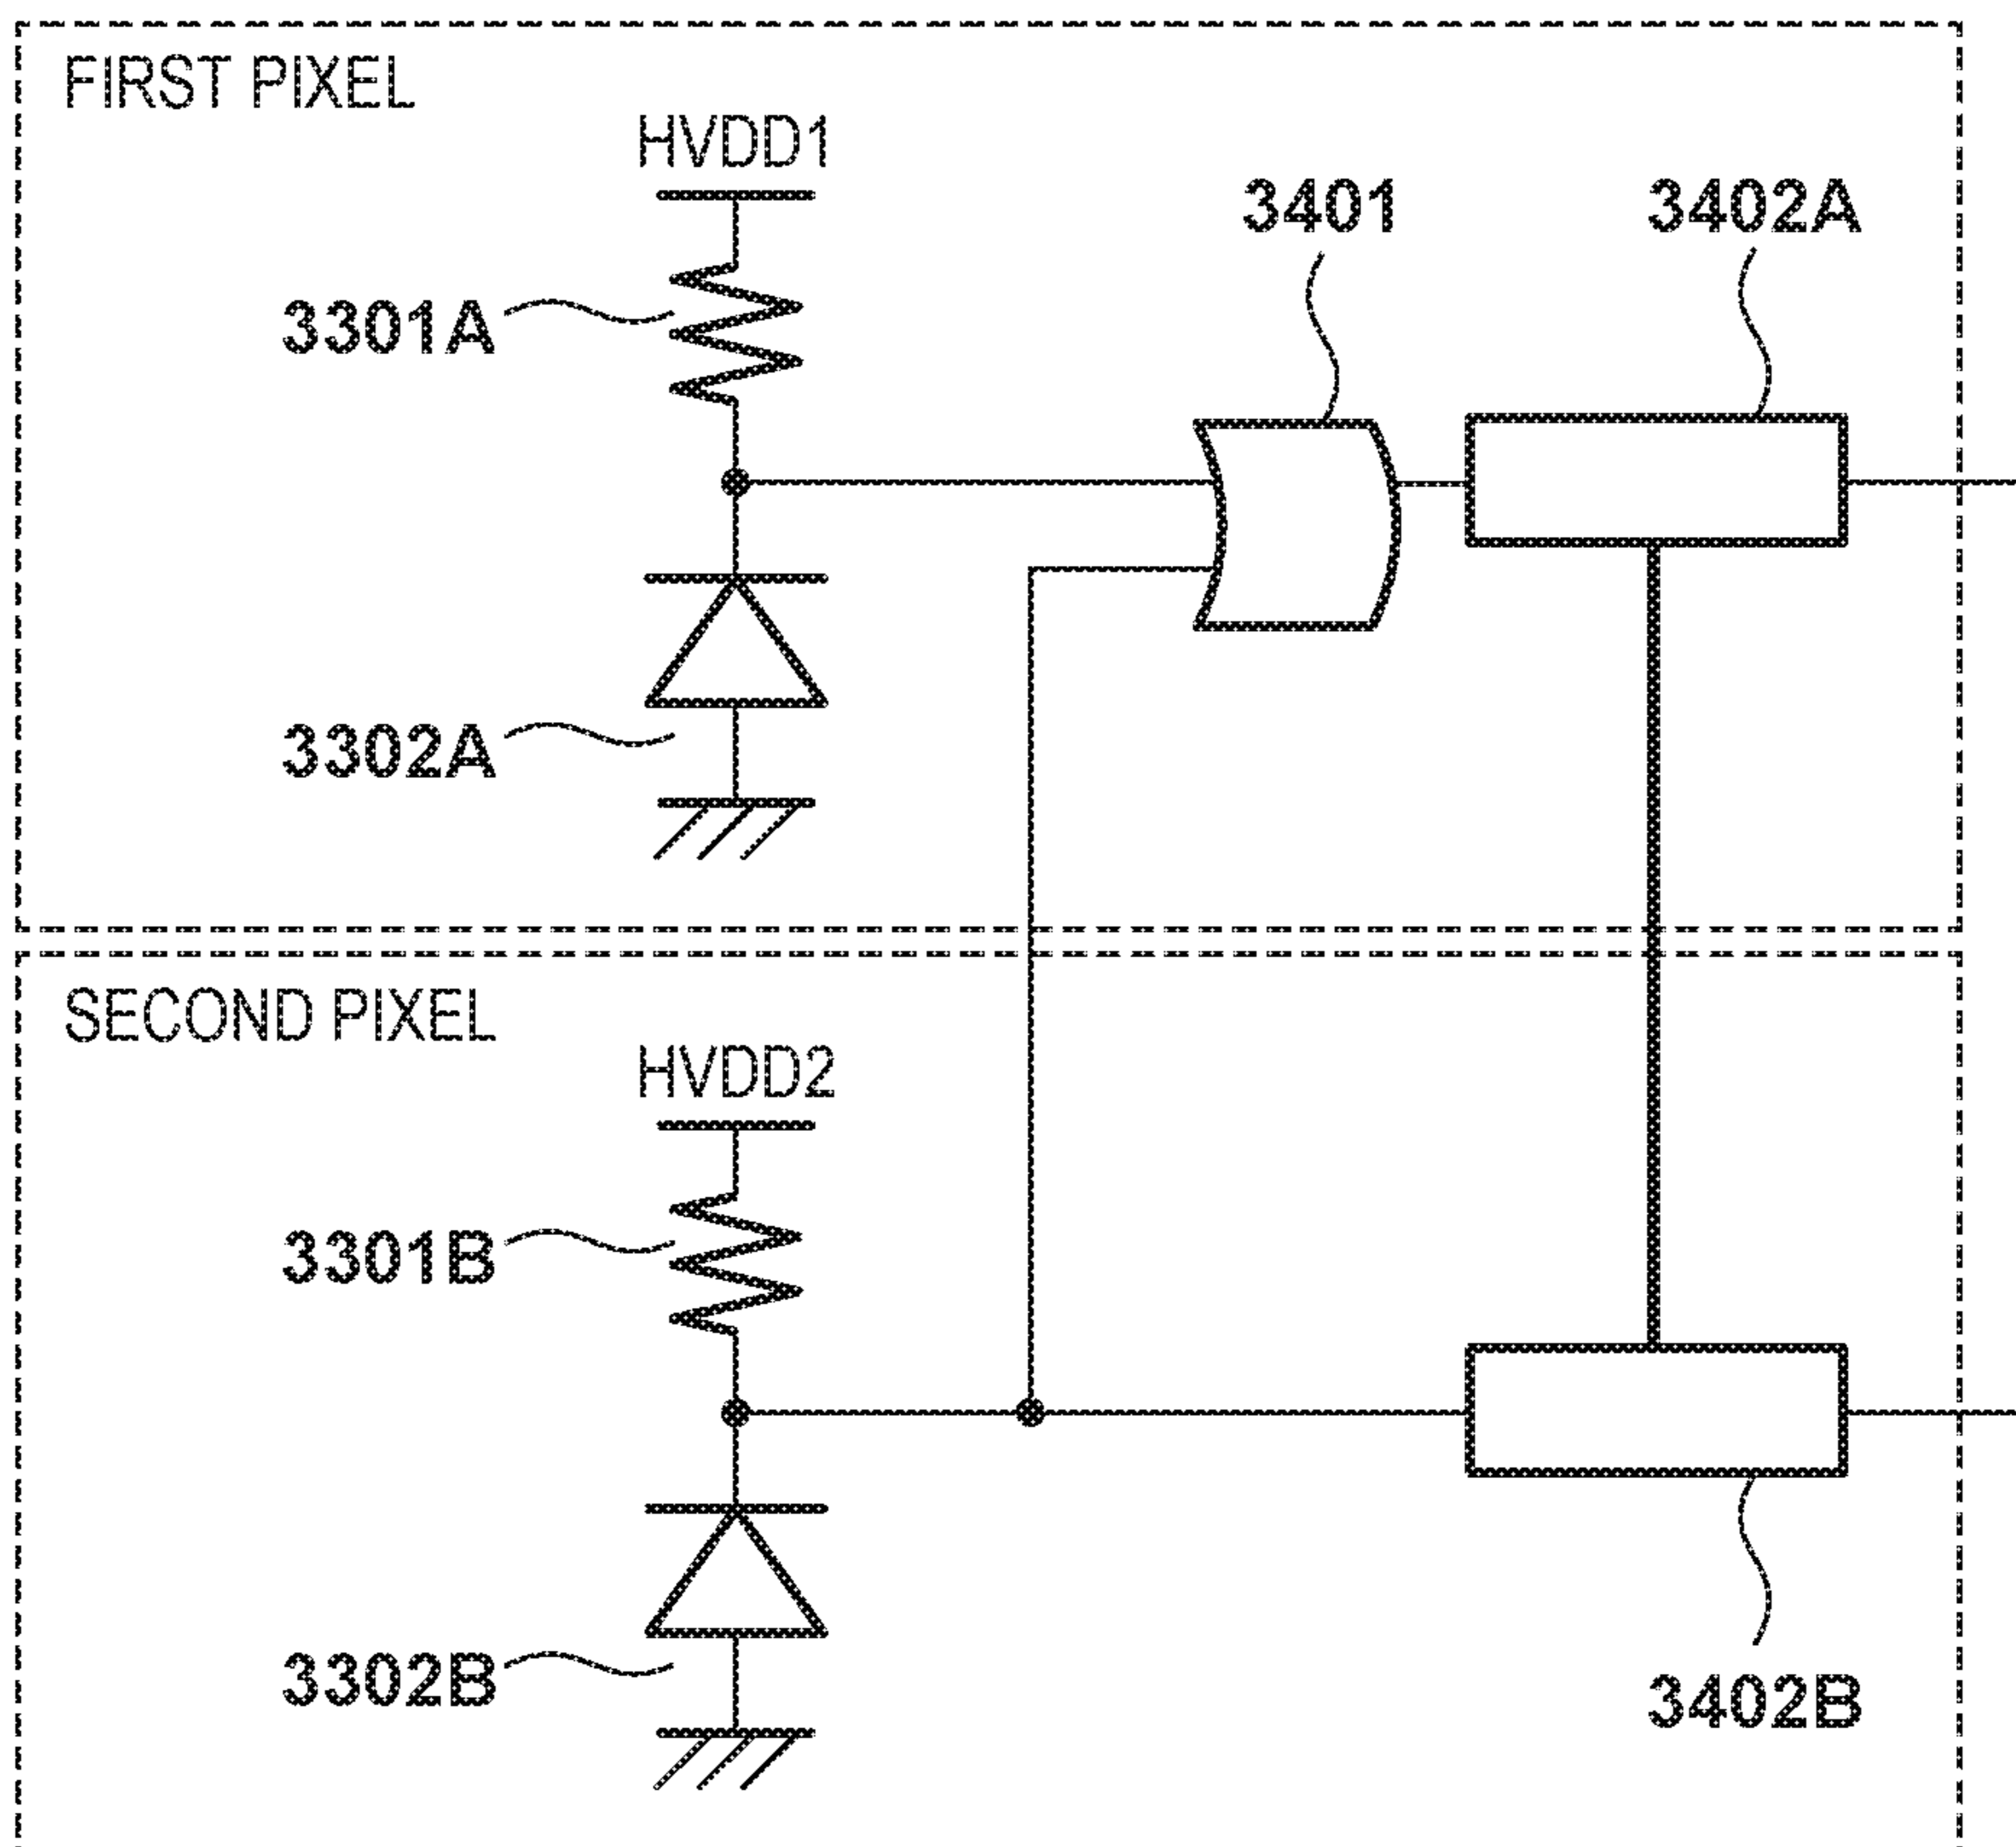 FIRST PIXEL
HVDD1
3401
3402A
3301A
3302A
SECOND PIXEL
HVDD2
3301B
3302B
3402B